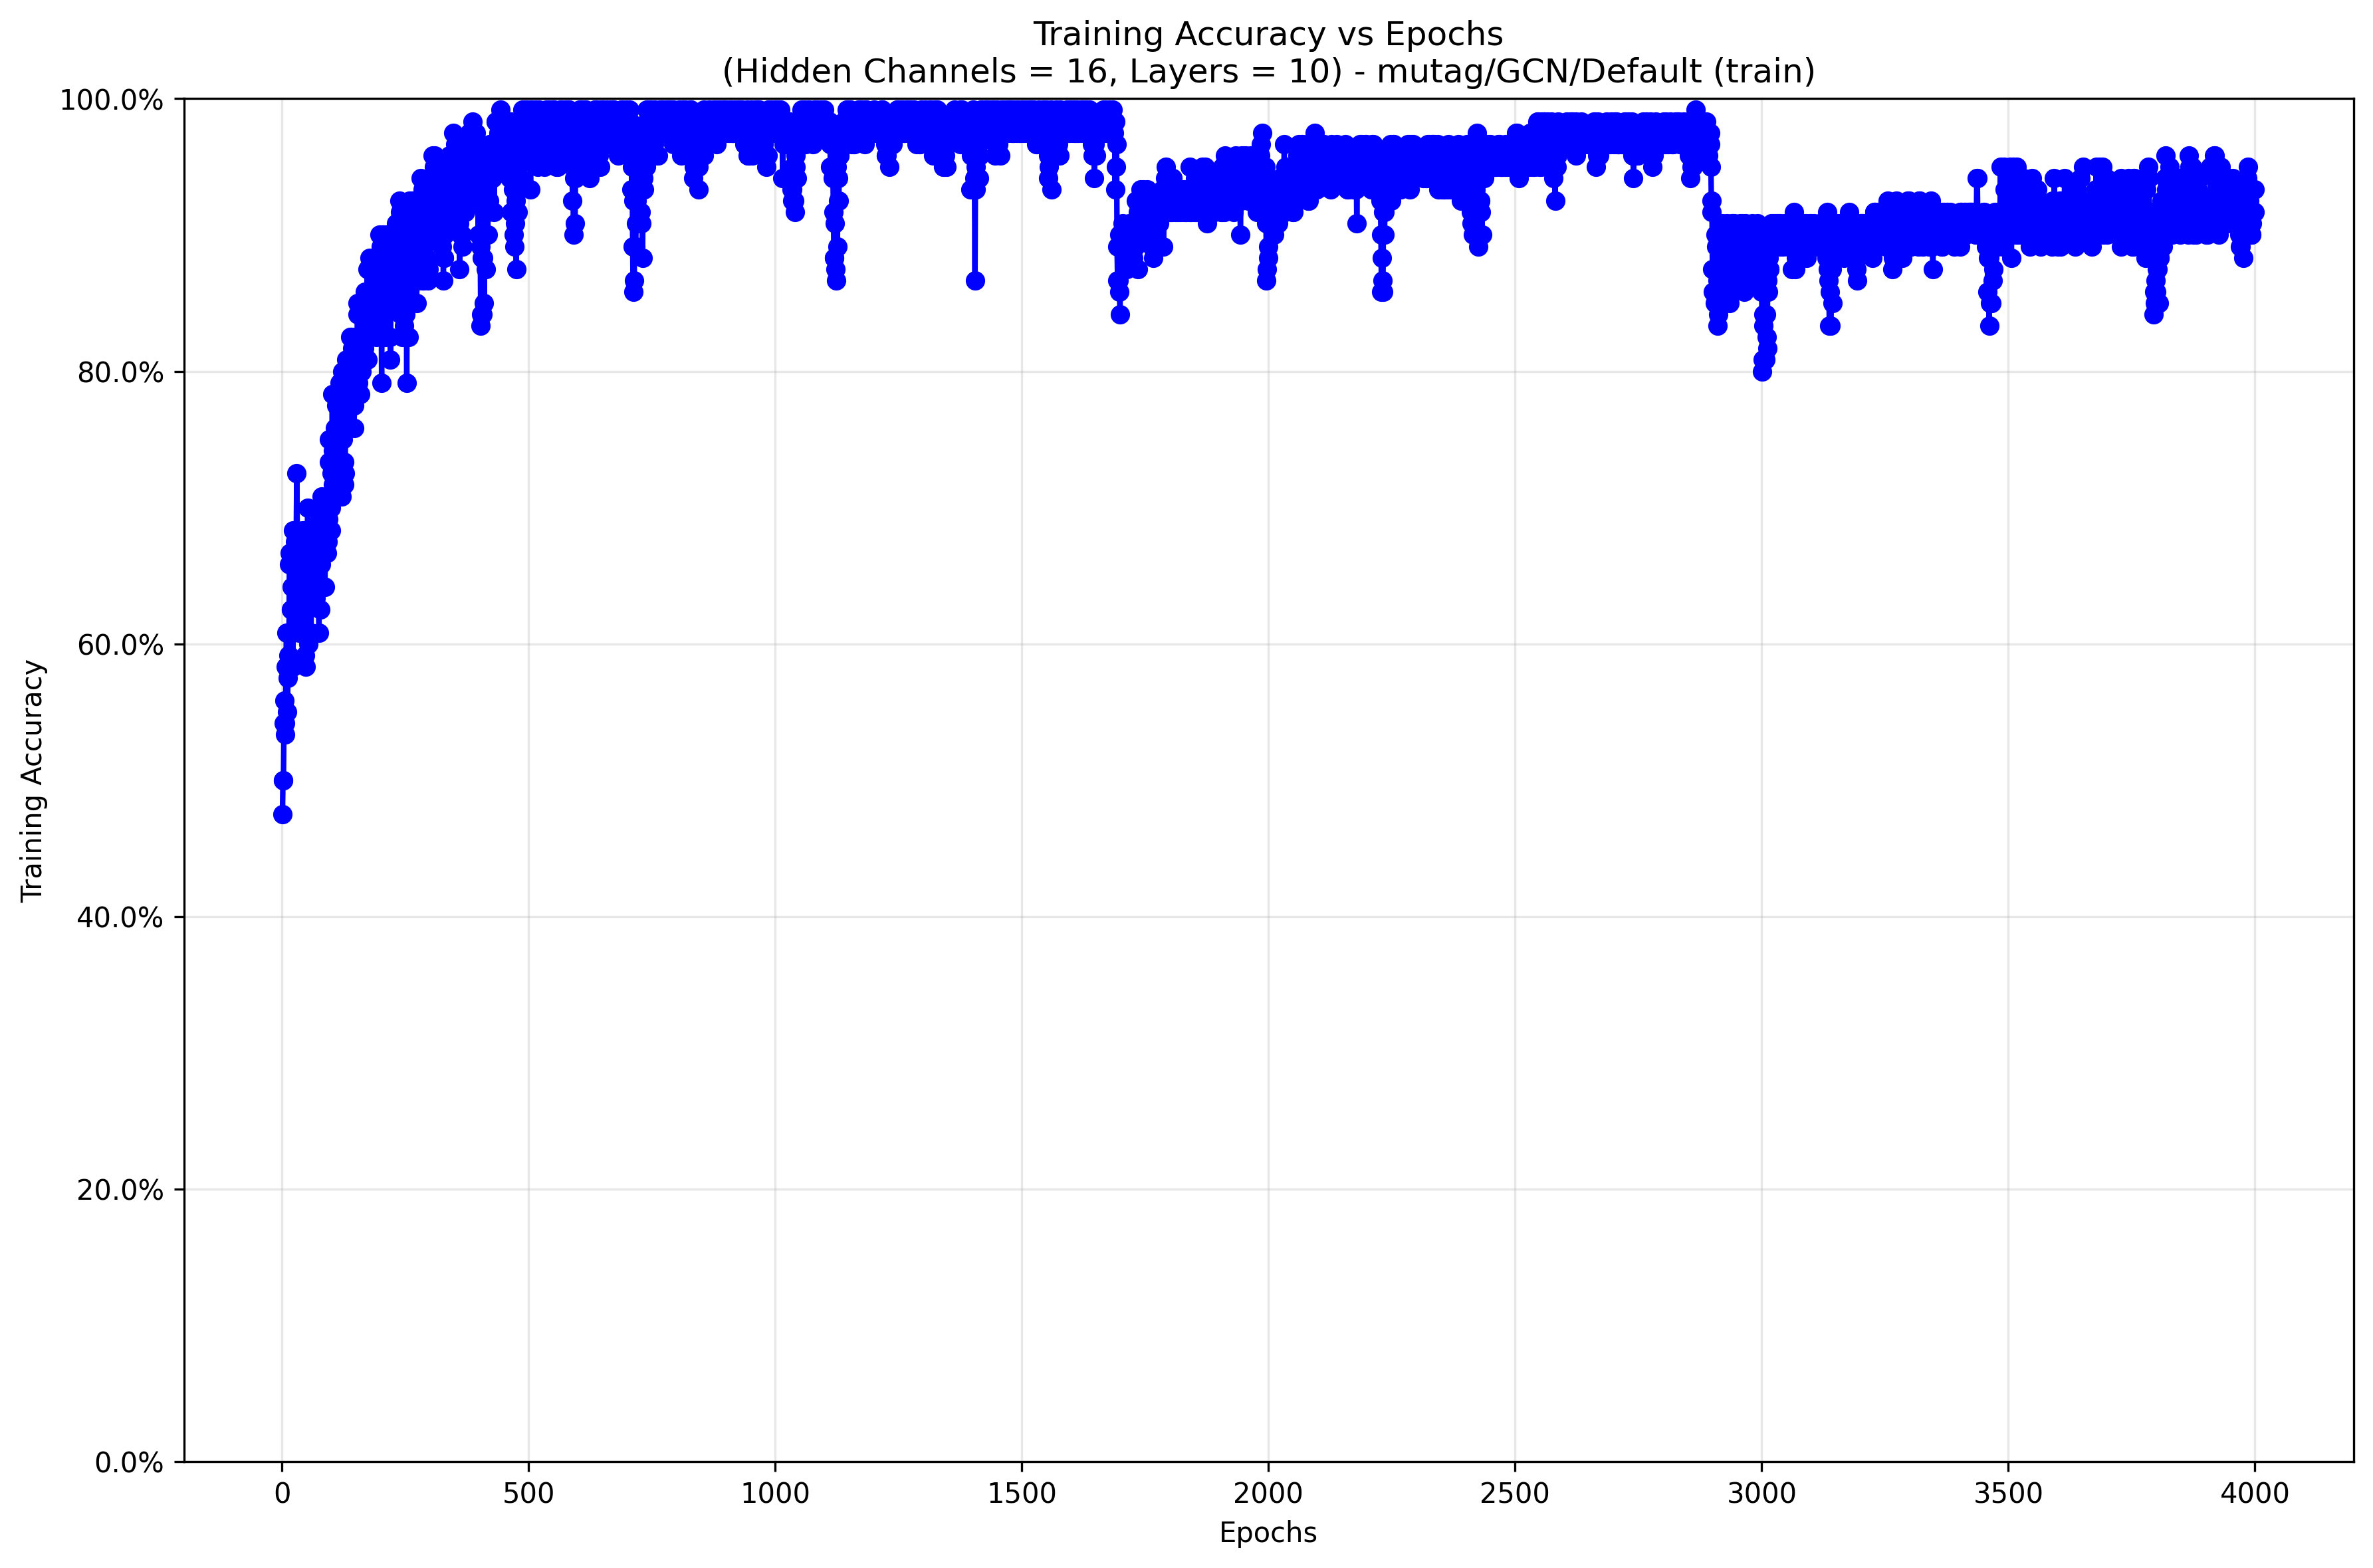 Training Accuracy vs Epochs
(Hidden Channels = 16, Layers = 10) - mutag/GCN/Default (train)
100.0%
80.0%
60.0%
40.0%
20.0%
0.0%
Training Accuracy
0 500 1000 1500 2000 2500 3000 3500 4000
Epochs